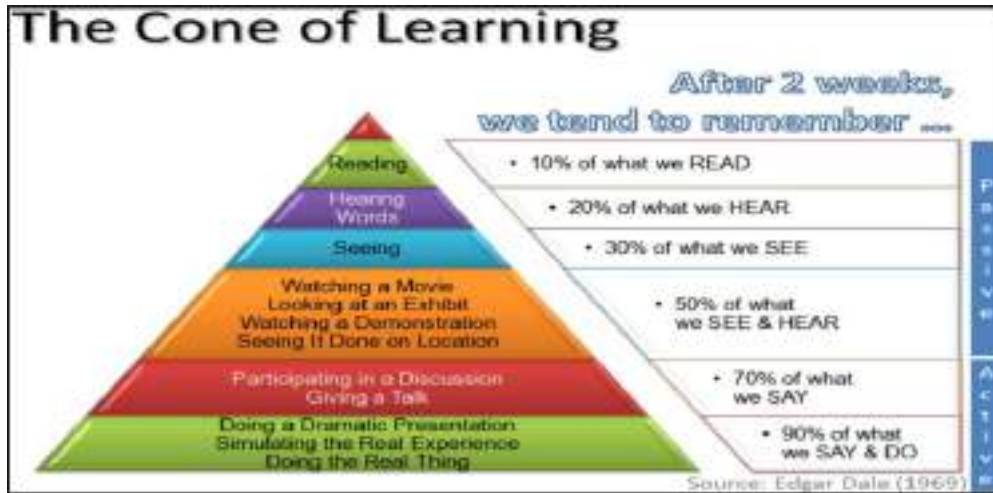 The Cone of Learning
After 2 weeks,
we tend to remember ...
Reading
• 10% of what we READ
Hearing
Words
• 20% of what we HEAR
Seeing
• 30% of what we SEE
Watching a Movie
Looking at an Exhibit
Watching a Demonstration
Seeing It Done on Location
• 50% of what
we SEE & HEAR
Participating in a Discussion
Giving a Talk
• 70% of what
we SAY
Doing a Dramatic Presentation
Simulating the Real Experience
Doing the Real Thing
• 90% of what
we SAY & DO
Passive
Active
Source: Edgar Dale (1969)